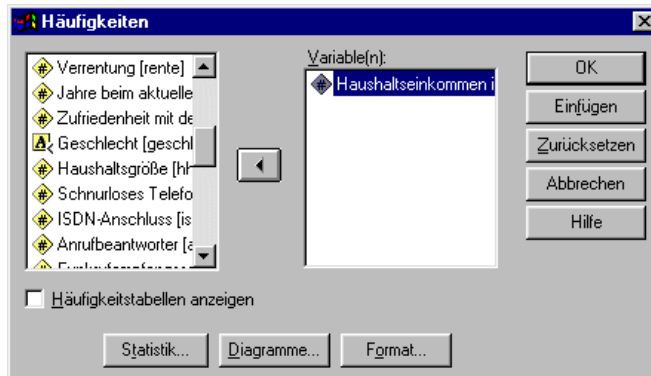 Häufigkeiten
Verrentung [rente]
Jahre beim aktuelle
Zufriedenheit mit de
Geschlecht [geschl
Haushaltsgröße [hh
Schnurloses Telefo
ISDN-Anschluss [is
Anrufbeantworter [a
Variable(n):
Haushaltseinkommen i
OK
Einfügen
Zurücksetzen
Abbrechen
Hilfe
Häufigkeitstabellen anzeigen
Statistik...
Diagramme...
Format...